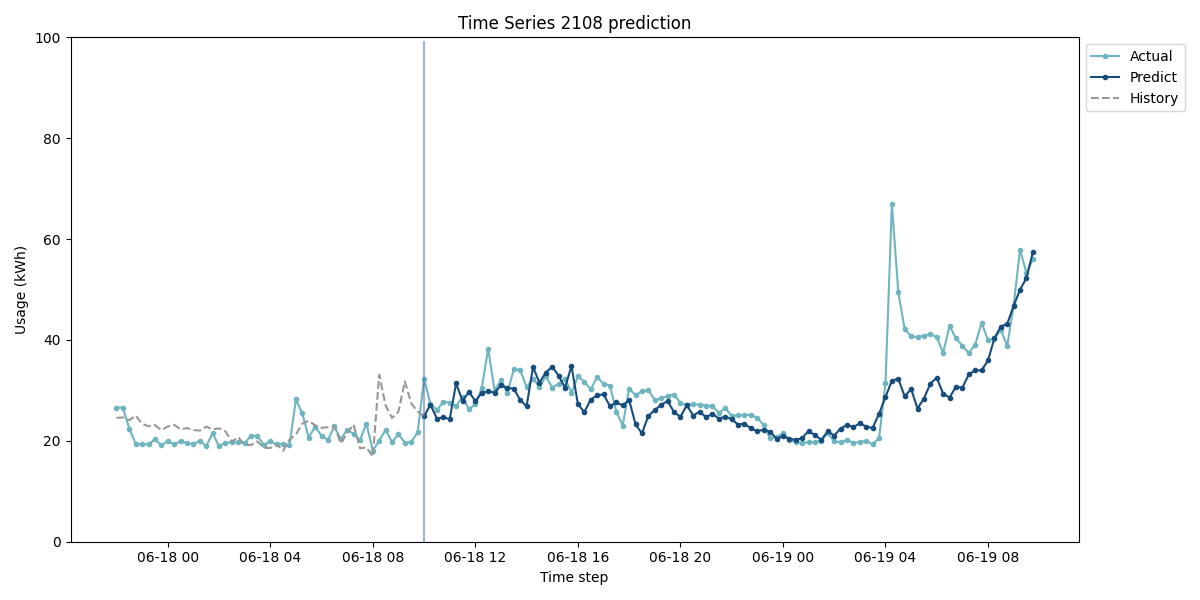 Time Series 2108 prediction
100
80
60
40
20
0
Usage (kWh)
06-18 00
06-18 04
06-18 08
06-18 12
06-18 16
06-18 20
06-19 00
06-19 04
06-19 08
Time step
Actual
Predict
History